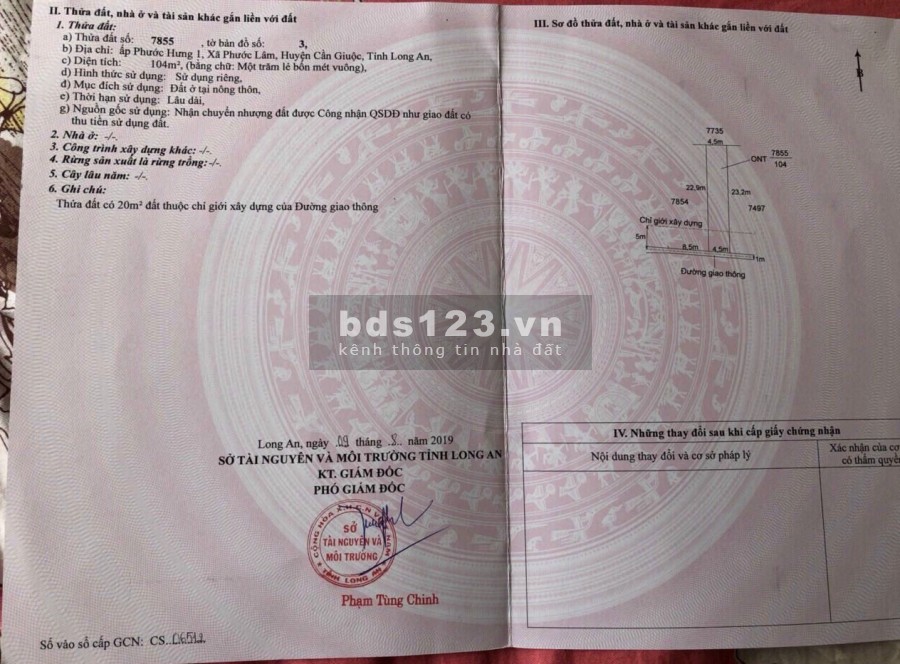 II. Thửa đất, nhà ở và tài sản khác gắn liền với đất
1. Thửa đất:
a) Thửa đất số: 7855 , tờ bản đồ số: 3,
b) Địa chỉ: ấp Phước Hưng 1, Xã Phước Lâm, Huyện Cần Giuộc, Tỉnh Long An,
c) Diện tích: 104m², (bằng chữ: Một trăm lẻ bốn mét vuông),
d) Hình thức sử dụng: Sử dụng riêng,
đ) Mục đích sử dụng: Đất ở tại nông thôn,
e) Thời hạn sử dụng: Lâu dài,
g) Nguồn gốc sử dụng: Nhận chuyển nhượng đất được Công nhận QSDĐ như giao đất có
thu tiền sử dụng đất.
2. Nhà ở: -/-.
3. Công trình xây dựng khác: -/-.
4. Rừng sản xuất là rừng trồng:-/-.
5. Cây lâu năm: -/-.
6. Ghi chú:
Thửa đất có 20m² đất thuộc chỉ giới xây dựng của Đường giao thông
Long An, ngày 09 tháng 8 năm 2019
SỞ TÀI NGUYÊN VÀ MÔI TRƯỜNG TỈNH LONG AN
KT. GIÁM ĐỐC
PHÓ GIÁM ĐỐC
SỞ
TÀI NGUYÊN VÀ
MÔI TRƯỜNG
TỈNH LONG AN
Phạm Tùng Chinh
Số vào sổ cấp GCN: CS..06512
III. Sơ đồ thửa đất, nhà ở và tài sản khác gắn liền với đất
B
7735
4,5m
ONT 7855
104
22,9m
23,2m
7854
7497
Chỉ giới xây dựng
5m
8,5m
4,5m
1m
Đường giao thông
bds123.vn
kênh thông tin nhà đất
IV. Những thay đổi sau khi cấp giấy chứng nhận
Nội dung thay đổi và cơ sở pháp lý
Xác nhận của cơ
có thẩm quyền